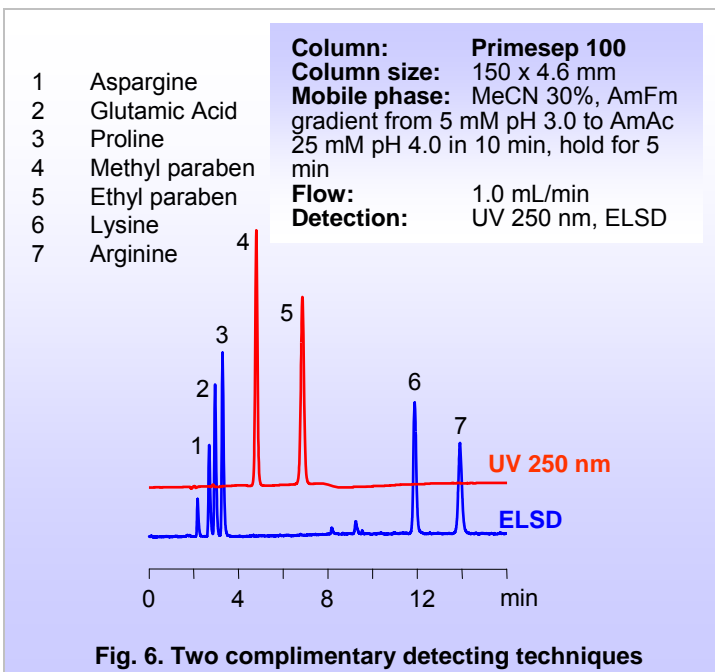 1 Aspargine
2 Glutamic Acid
3 Proline
4 Methyl paraben
5 Ethyl paraben
6 Lysine
7 Arginine
Column: Primesep 100
Column size: 150 x 4.6 mm
Mobile phase: MeCN 30%, AmFm
gradient from 5 mM pH 3.0 to AmAc
25 mM pH 4.0 in 10 min, hold for 5
min
Flow: 1.0 mL/min
Detection: UV 250 nm, ELSD
4
5
3
2
1
6
7
UV 250 nm
ELSD
0 4 8 12 min
Fig. 6. Two complimentary detecting techniques